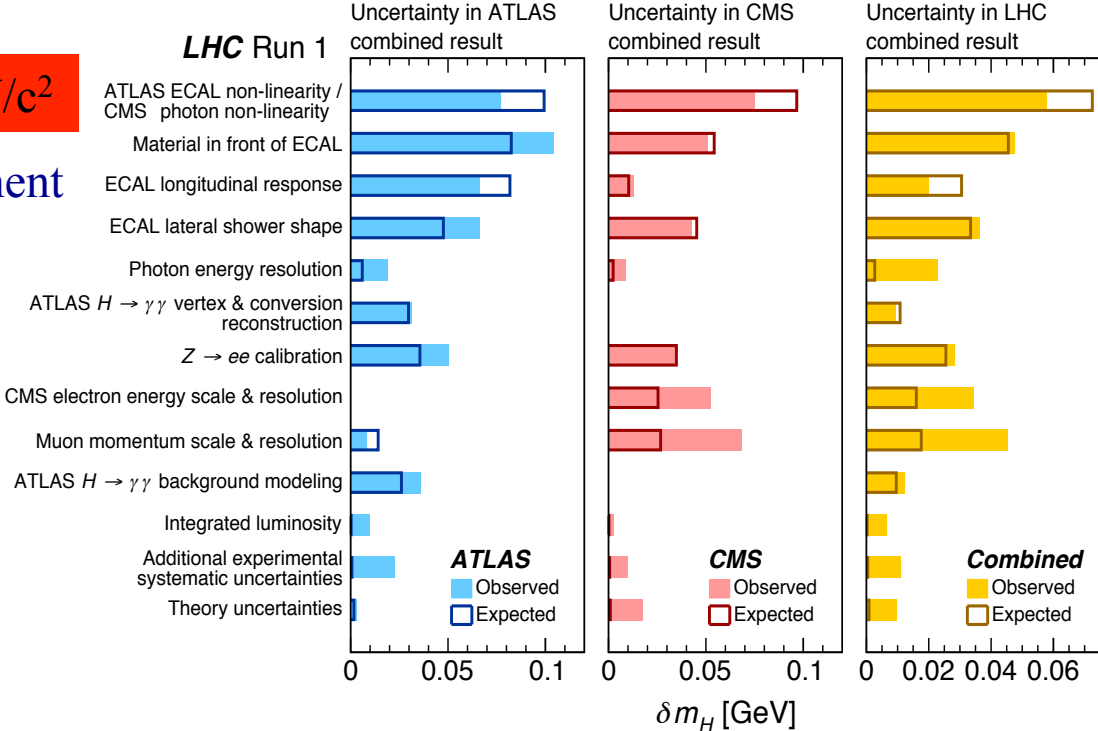 Uncertainty in ATLAS
combined result
Uncertainty in CMS
combined result
Uncertainty in LHC
combined result
LHC Run 1
/c²
ment
ATLAS ECAL non-linearity /
CMS photon non-linearity
Material in front of ECAL
ECAL longitudinal response
ECAL lateral shower shape
Photon energy resolution
ATLAS H → γγ vertex & conversion
reconstruction
Z → ee calibration
CMS electron energy scale & resolution
Muon momentum scale & resolution
ATLAS H → γγ background modeling
Integrated luminosity
Additional experimental
systematic uncertainties
Theory uncertainties
ATLAS
Observed
Expected
CMS
Observed
Expected
Combined
Observed
Expected
0 0.05 0.1
0 0.05 0.1
0 0.02 0.04 0.06
δm_H [GeV]